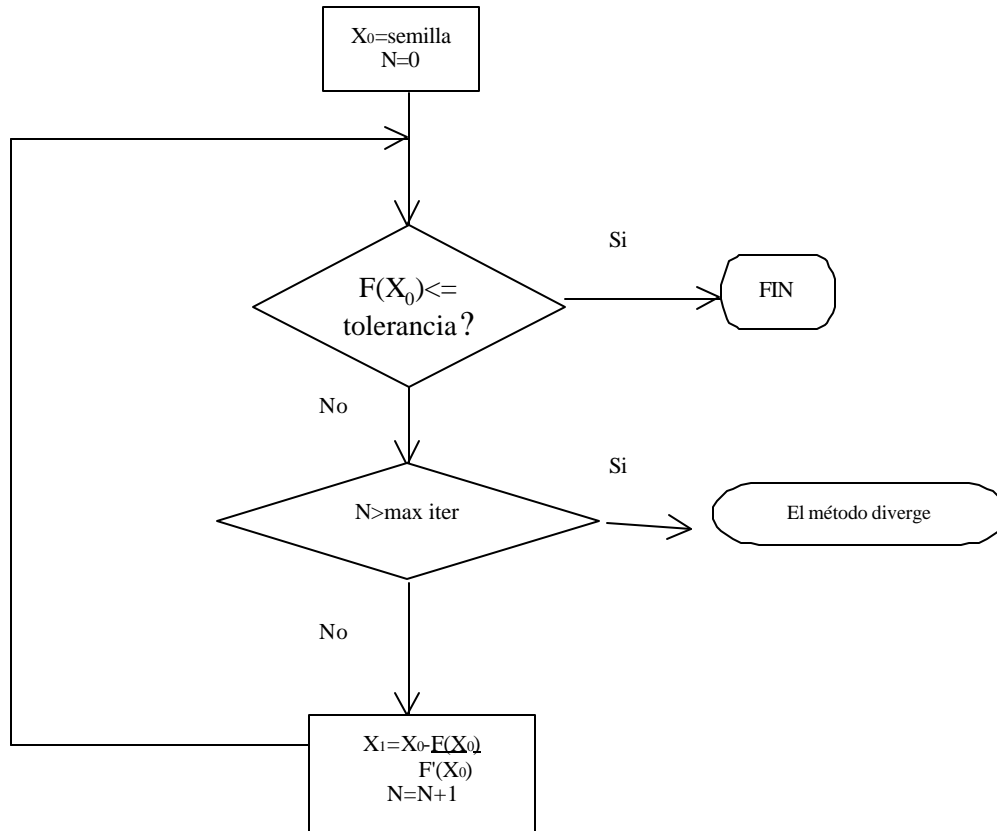 X₀=semilla
N=0
Si
F(X₀)<=
tolerancia?
FIN
No
Si
N>max iter
El método diverge
No
X₁=X₀-F(X₀)
F'(X₀)
N=N+1